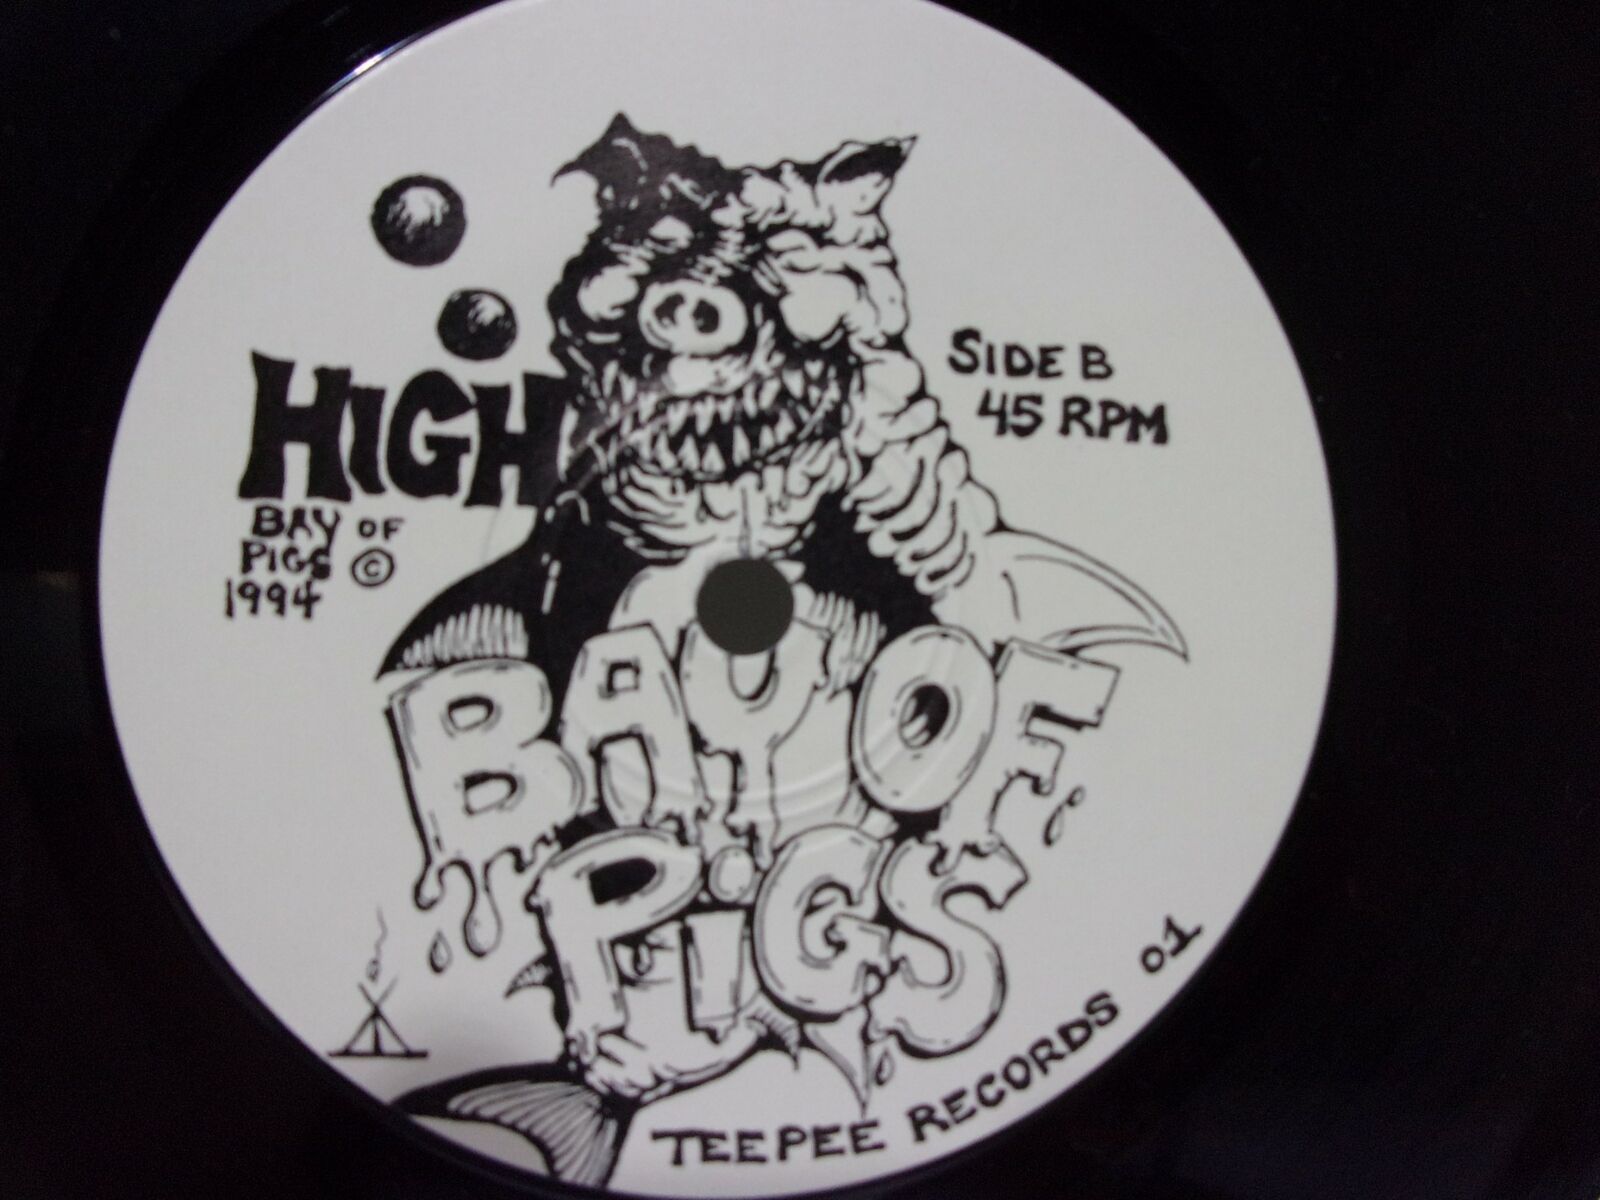 HIGH
BAY OF
PIGS ©
1994
SIDE B
45 RPM
BAY OF
PiGS
TEEPEE RECORDS 01